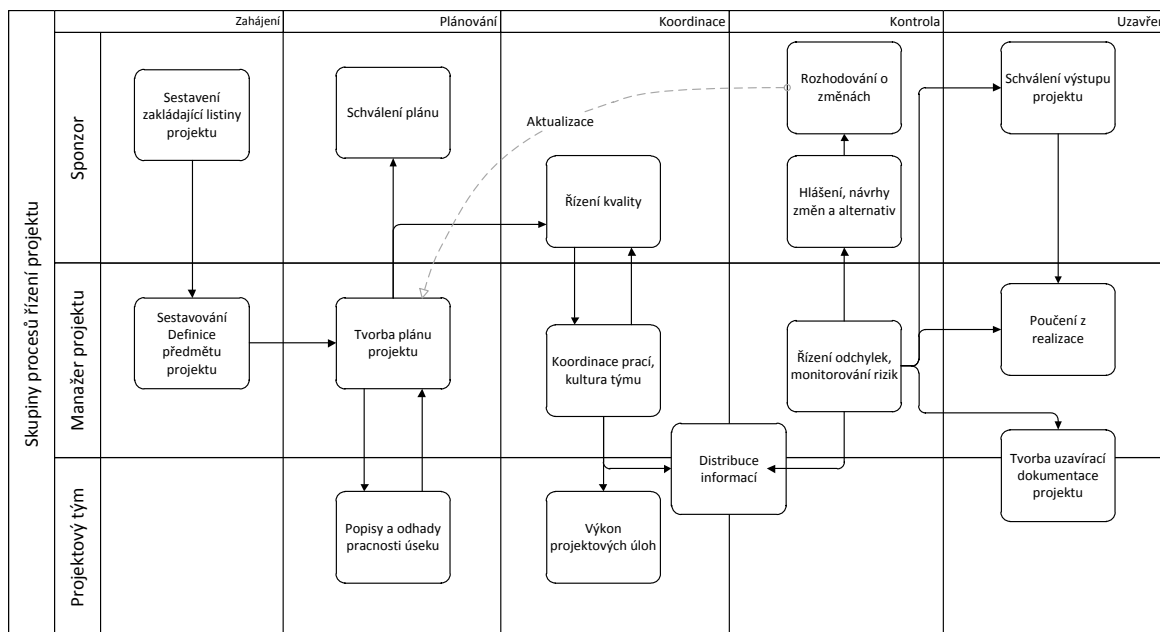 Zahájení
Plánování
Koordinace
Kontrola
Uzavřen
Skupiny procesů řízení projektu
Sponzor
Sestavení
zakládající listiny
projektu
Schválení plánu
Aktualizace
Řízení kvality
Rozhodování o
změnách
Hlášení, návrhy
změn a alternativ
Schválení výstupu
projektu
Manažer projektu
Sestavování
Definice
předmětu
projektu
Tvorba plánu
projektu
Koordinace prací,
kultura týmu
Řízení odchylek,
monitorování rizik
Poučení z
realizace
Distribuce
informací
Tvorba uzavírací
dokumentace
projektu
Projektový tým
Popisy a odhady
pracnosti úseku
Výkon
projektových úloh